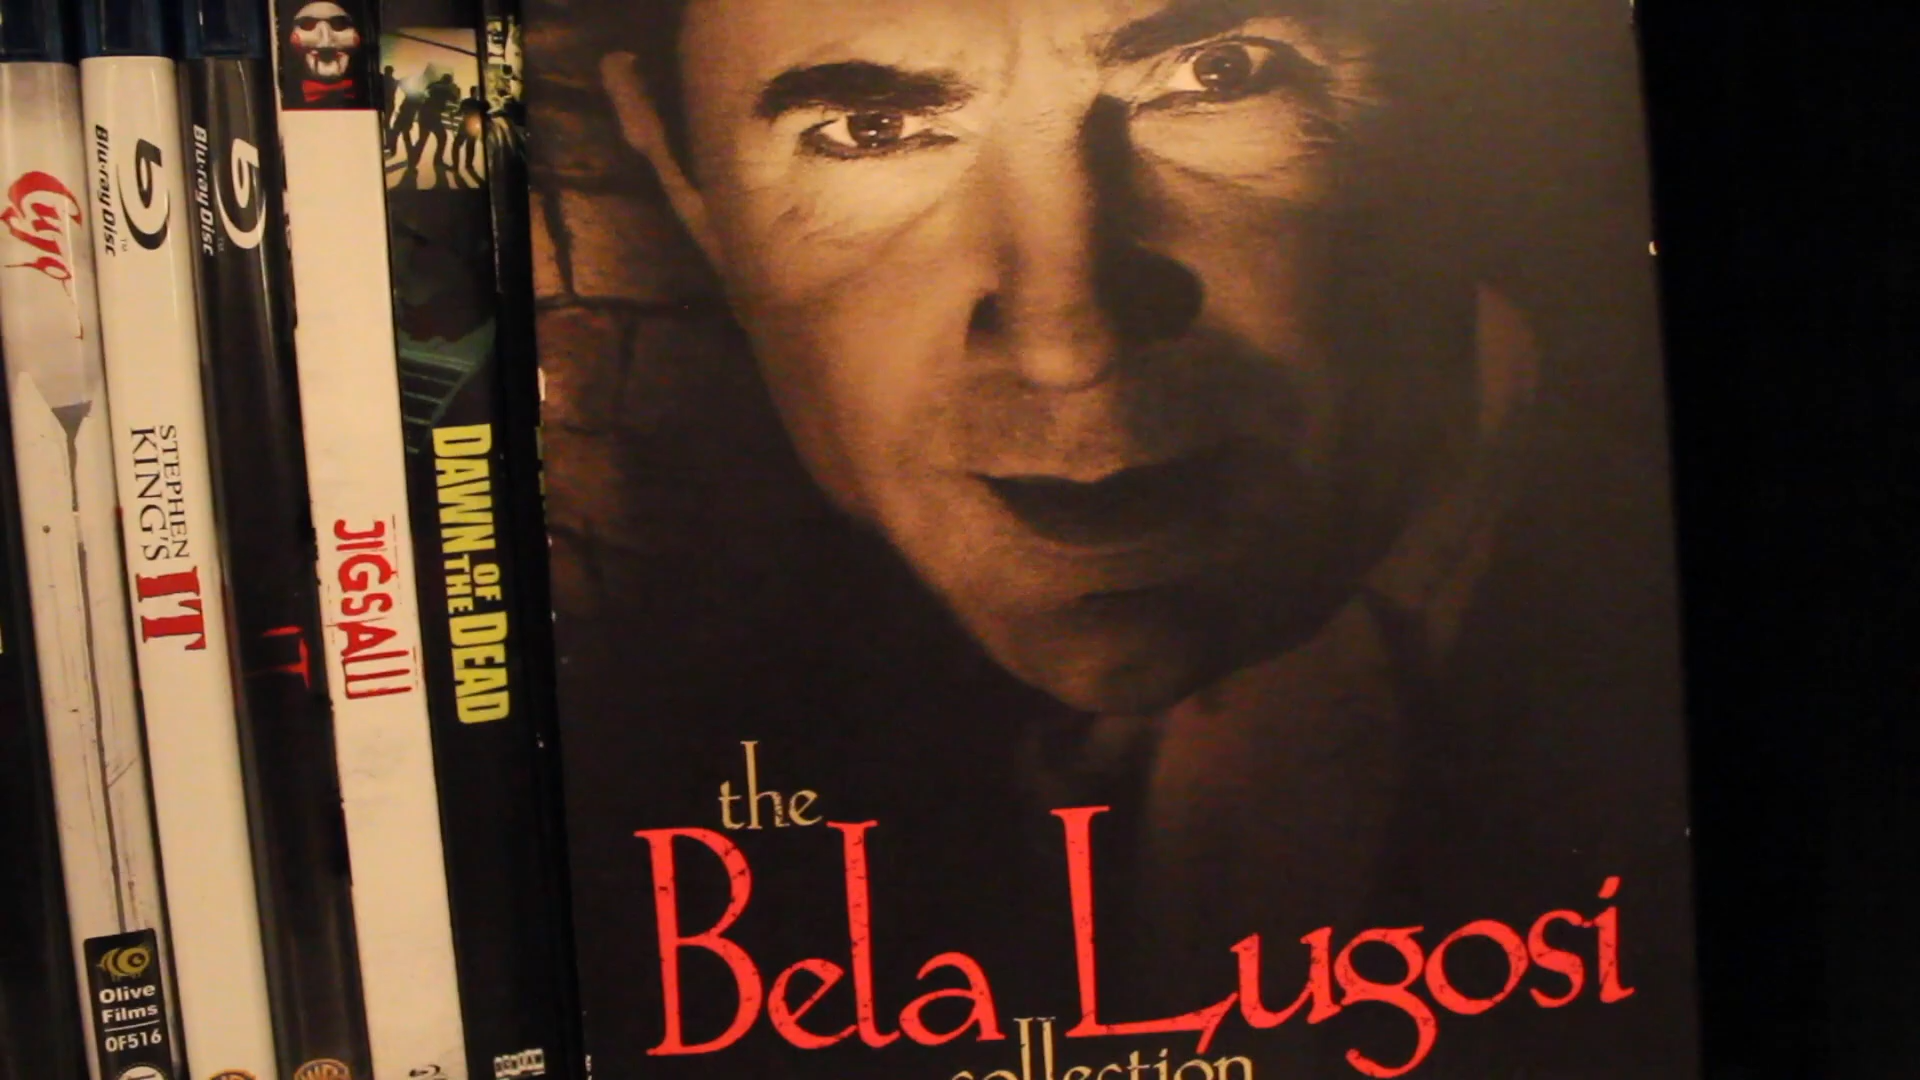 Cujo
Blu-ray Disc
STEPHEN
KING'S
IT
Blu-ray Disc
IT
JIGSAW
DAWN
OF
THE
DEAD
Olive
Films
OF516
the
Bela Lugosi
collection